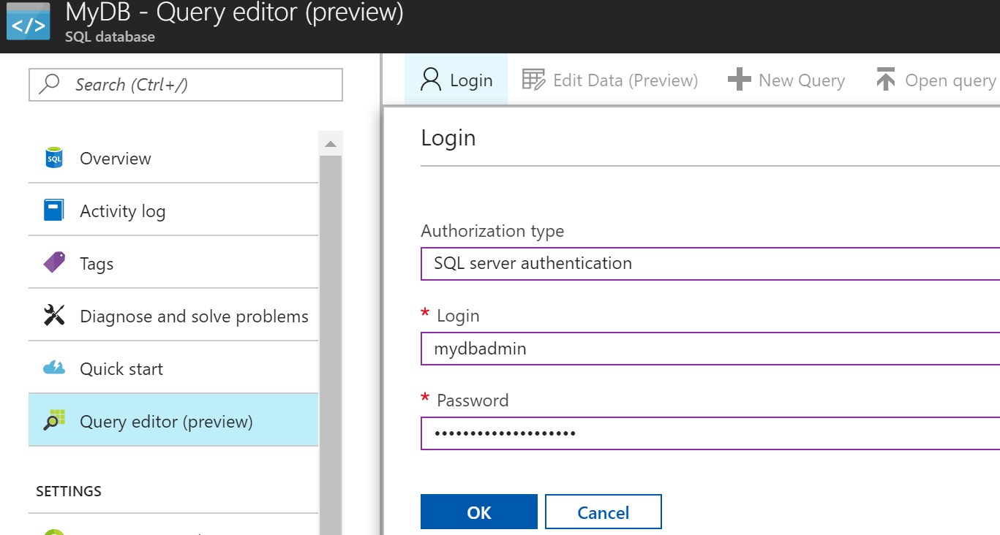 </>
MyDB - Query editor (preview)
SQL database
Search (Ctrl+/)
SQL
Overview
Activity log
Tags
Diagnose and solve problems
Quick start
Query editor (preview)
SETTINGS
Login
Edit Data (Preview)
New Query
Open query
Login
Authorization type
SQL server authentication
* Login
mydbadmin
* Password
••••••••••••••••••••
OK
Cancel